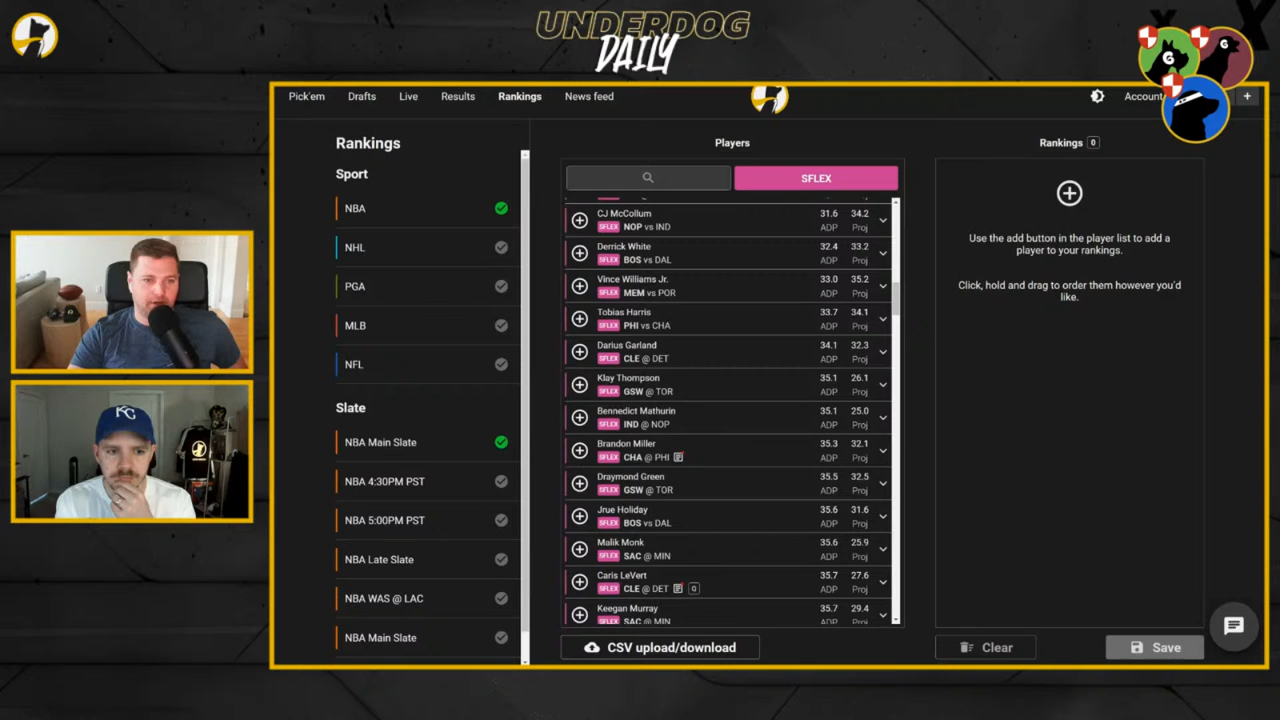 UNDERDOG
DAILY
Pick'em
Drafts
Live
Results
Rankings
News feed
Account
+
G
G
Rankings
Sport
NBA
NHL
PGA
MLB
NFL
Slate
NBA Main Slate
NBA 4:30PM PST
NBA 5:00PM PST
NBA Late Slate
NBA WAS @ LAC
NBA Main Slate
Players
SFLEX
CJ McCollum 31.6 34.2
SFLEX NOP vs IND ADP Proj
Derrick White 32.4 33.2
SFLEX BOS vs DAL ADP Proj
Vince Williams Jr. 33.0 35.2
SFLEX MEM vs POR ADP Proj
Tobias Harris 33.7 34.1
SFLEX PHI vs CHA ADP Proj
Darius Garland 34.1 32.3
SFLEX CLE @ DET ADP Proj
Klay Thompson 35.1 26.1
SFLEX GSW @ TOR ADP Proj
Bennedict Mathurin 35.1 25.0
SFLEX IND @ NOP ADP Proj
Brandon Miller 35.3 32.1
SFLEX CHA @ PHI ADP Proj
Draymond Green 35.5 32.5
SFLEX GSW @ TOR ADP Proj
Jrue Holiday 35.6 31.6
SFLEX BOS vs DAL ADP Proj
Malik Monk 35.6 25.9
SFLEX SAC @ MIN ADP Proj
Caris LeVert 35.7 27.6
SFLEX CLE @ DET Q ADP Proj
Keegan Murray 35.7 29.4
SFLEX SAC @ MIN ADP Proj
CSV upload/download
Rankings 0
Use the add button in the player list to add a
player to your rankings.
Click, hold and drag to order them however you'd
like.
Clear
Save
KC